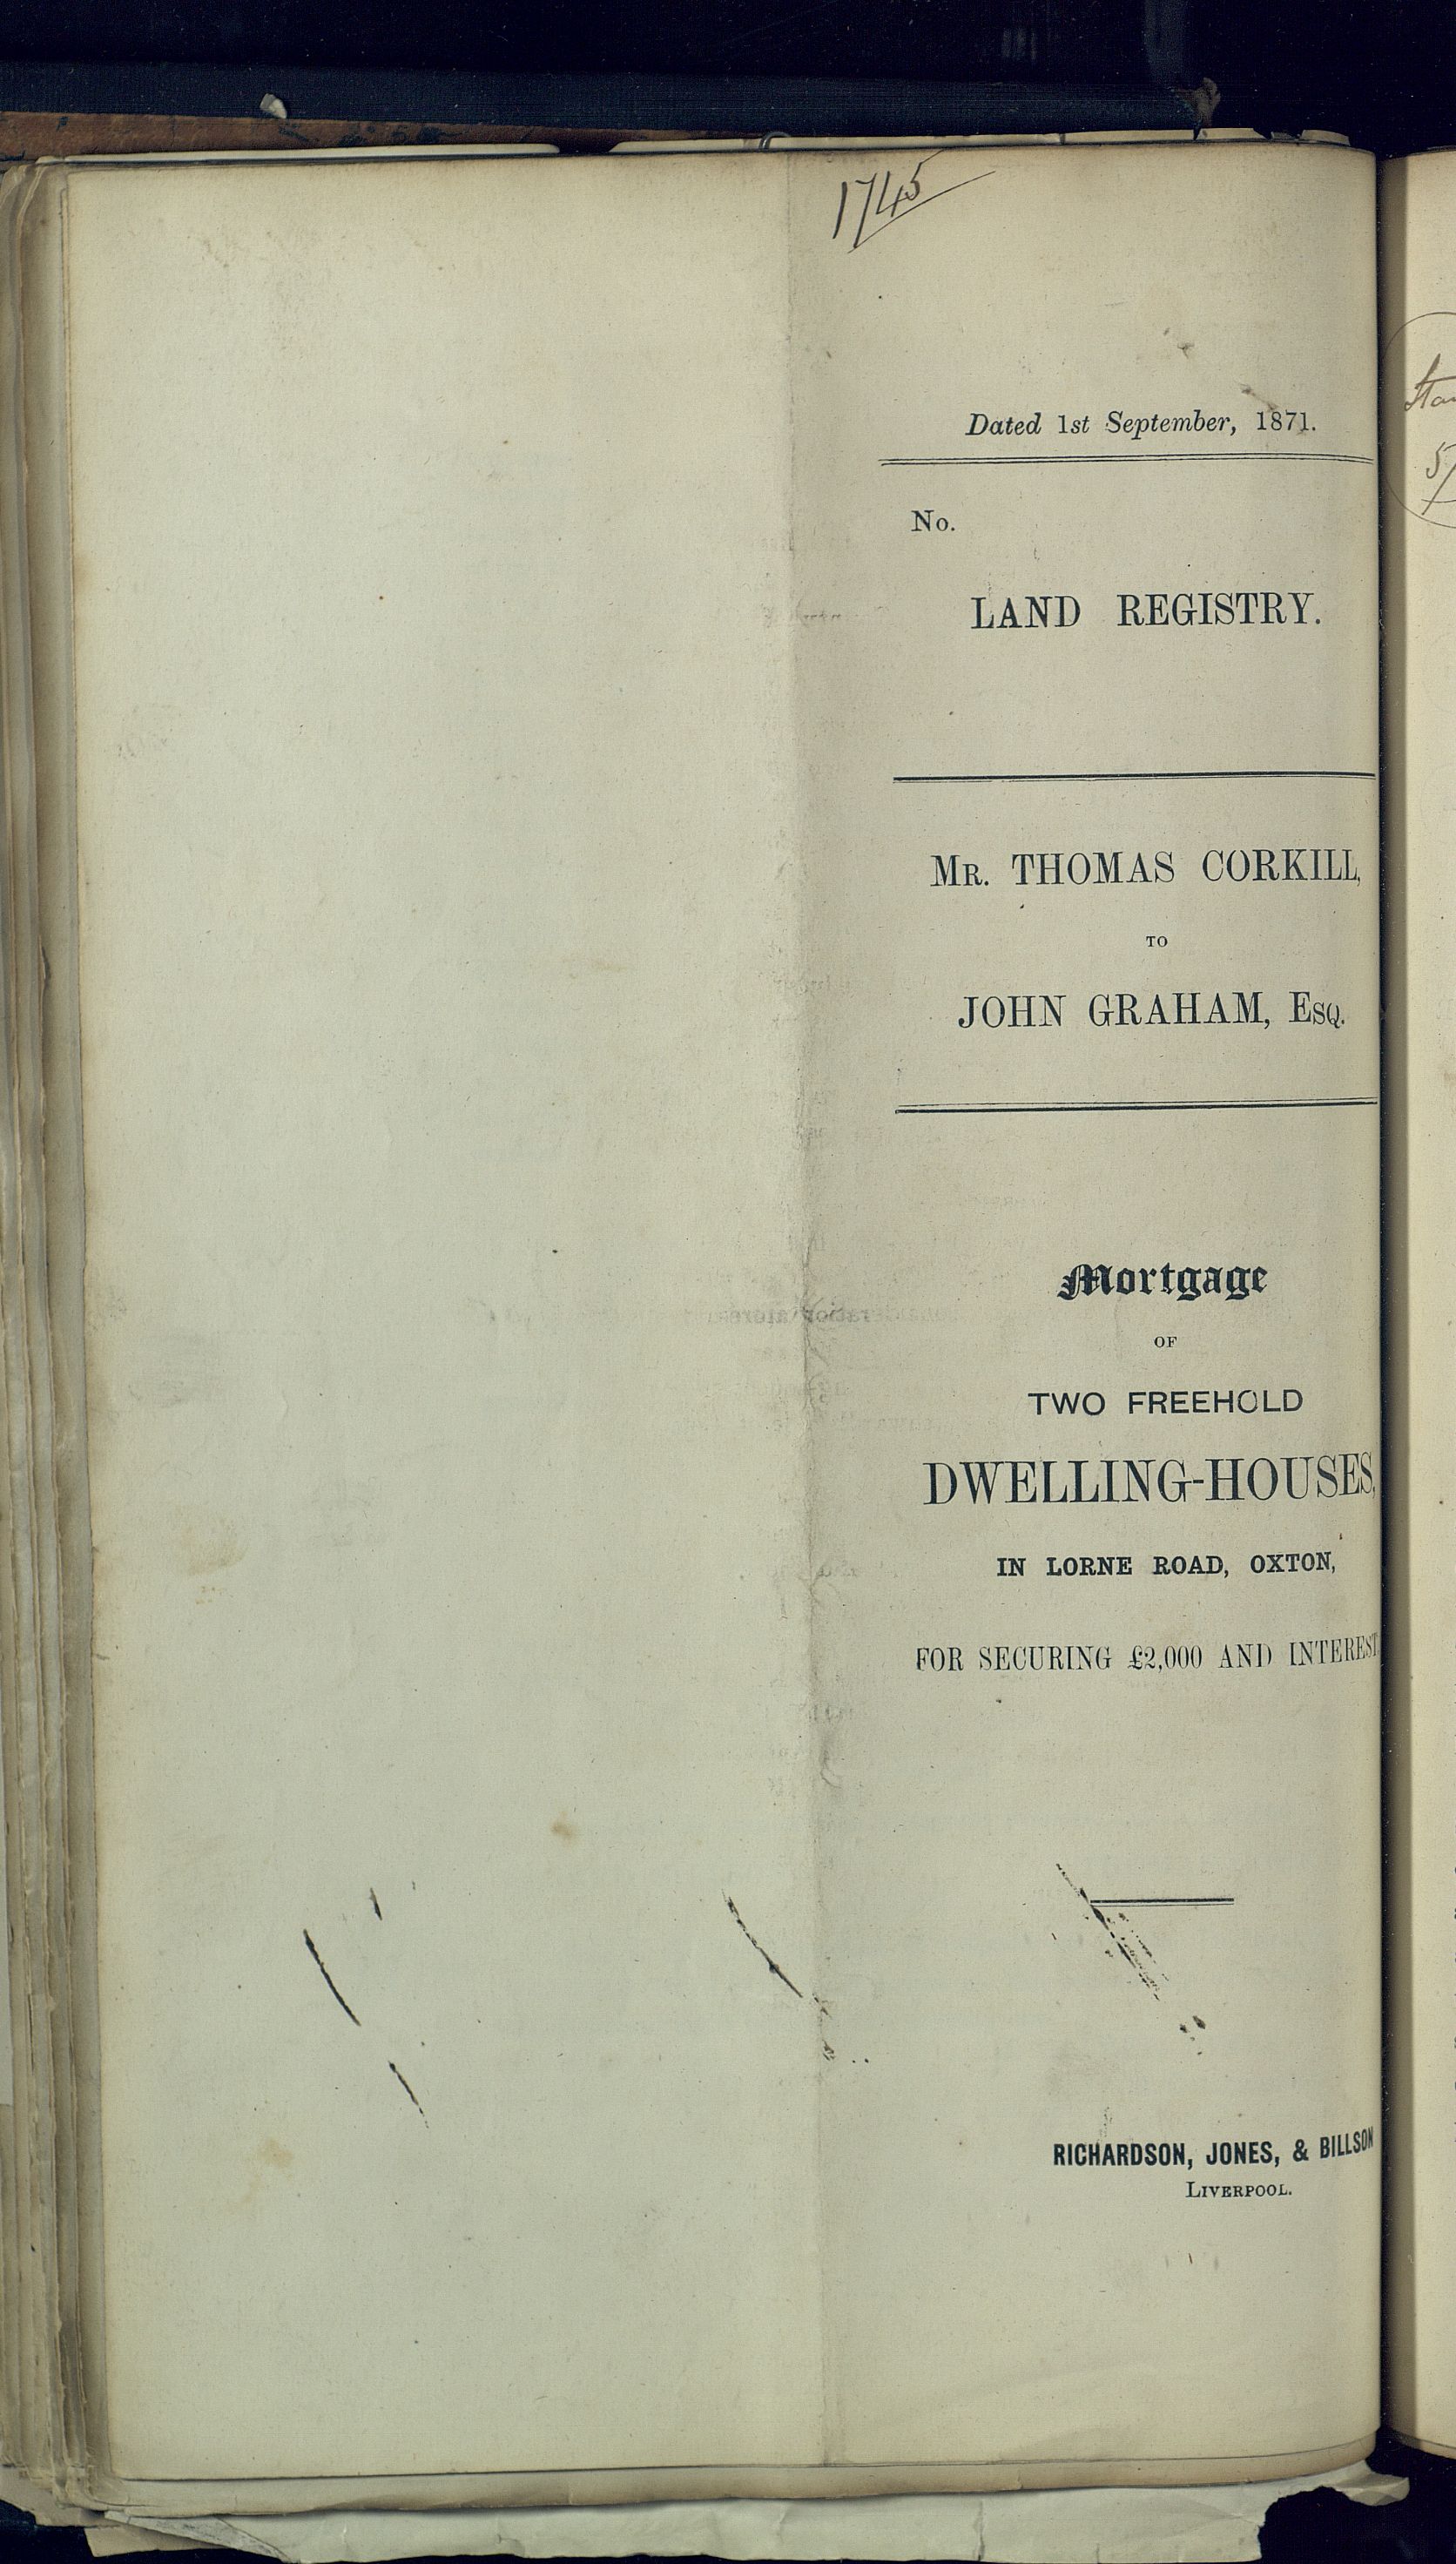 1745
Dated 1st September, 1871.
No.
LAND REGISTRY.
MR. THOMAS CORKILL,
TO
JOHN GRAHAM, ESQ.
Mortgage
OF
TWO FREEHOLD
DWELLING-HOUSES,
IN LORNE ROAD, OXTON,
FOR SECURING £2,000 AND INTEREST
RICHARDSON, JONES, & BILLSON
LIVERPOOL.